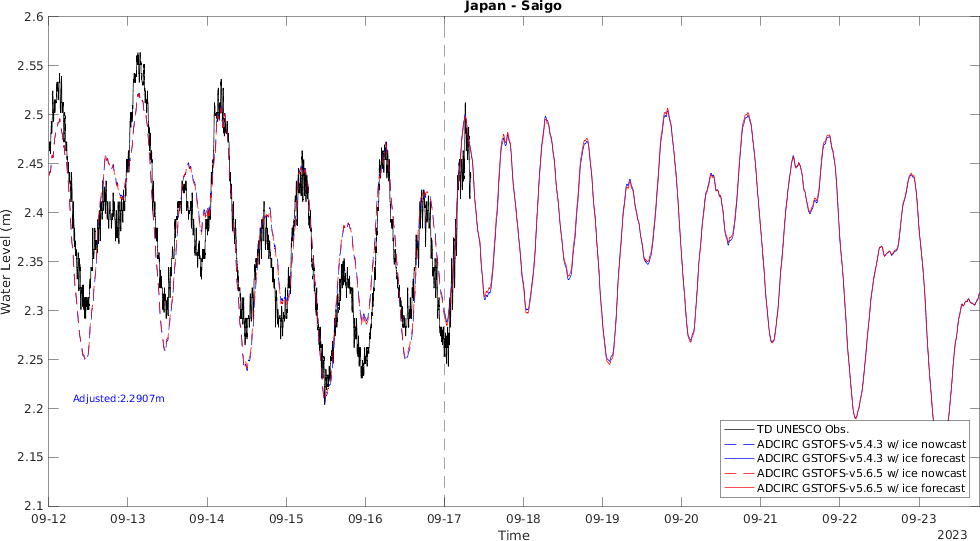 Japan - Saigo
Water Level (m)
2.6
2.55
2.5
2.45
2.4
2.35
2.3
2.25
2.2
2.15
2.1
Adjusted:2.2907m
TD UNESCO Obs.
ADCIRC GSTOFS-v5.4.3 w/ ice nowcast
ADCIRC GSTOFS-v5.4.3 w/ ice forecast
ADCIRC GSTOFS-v5.6.5 w/ ice nowcast
ADCIRC GSTOFS-v5.6.5 w/ ice forecast
09-12 09-13 09-14 09-15 09-16 09-17 09-18 09-19 09-20 09-21 09-22 09-23
Time
2023